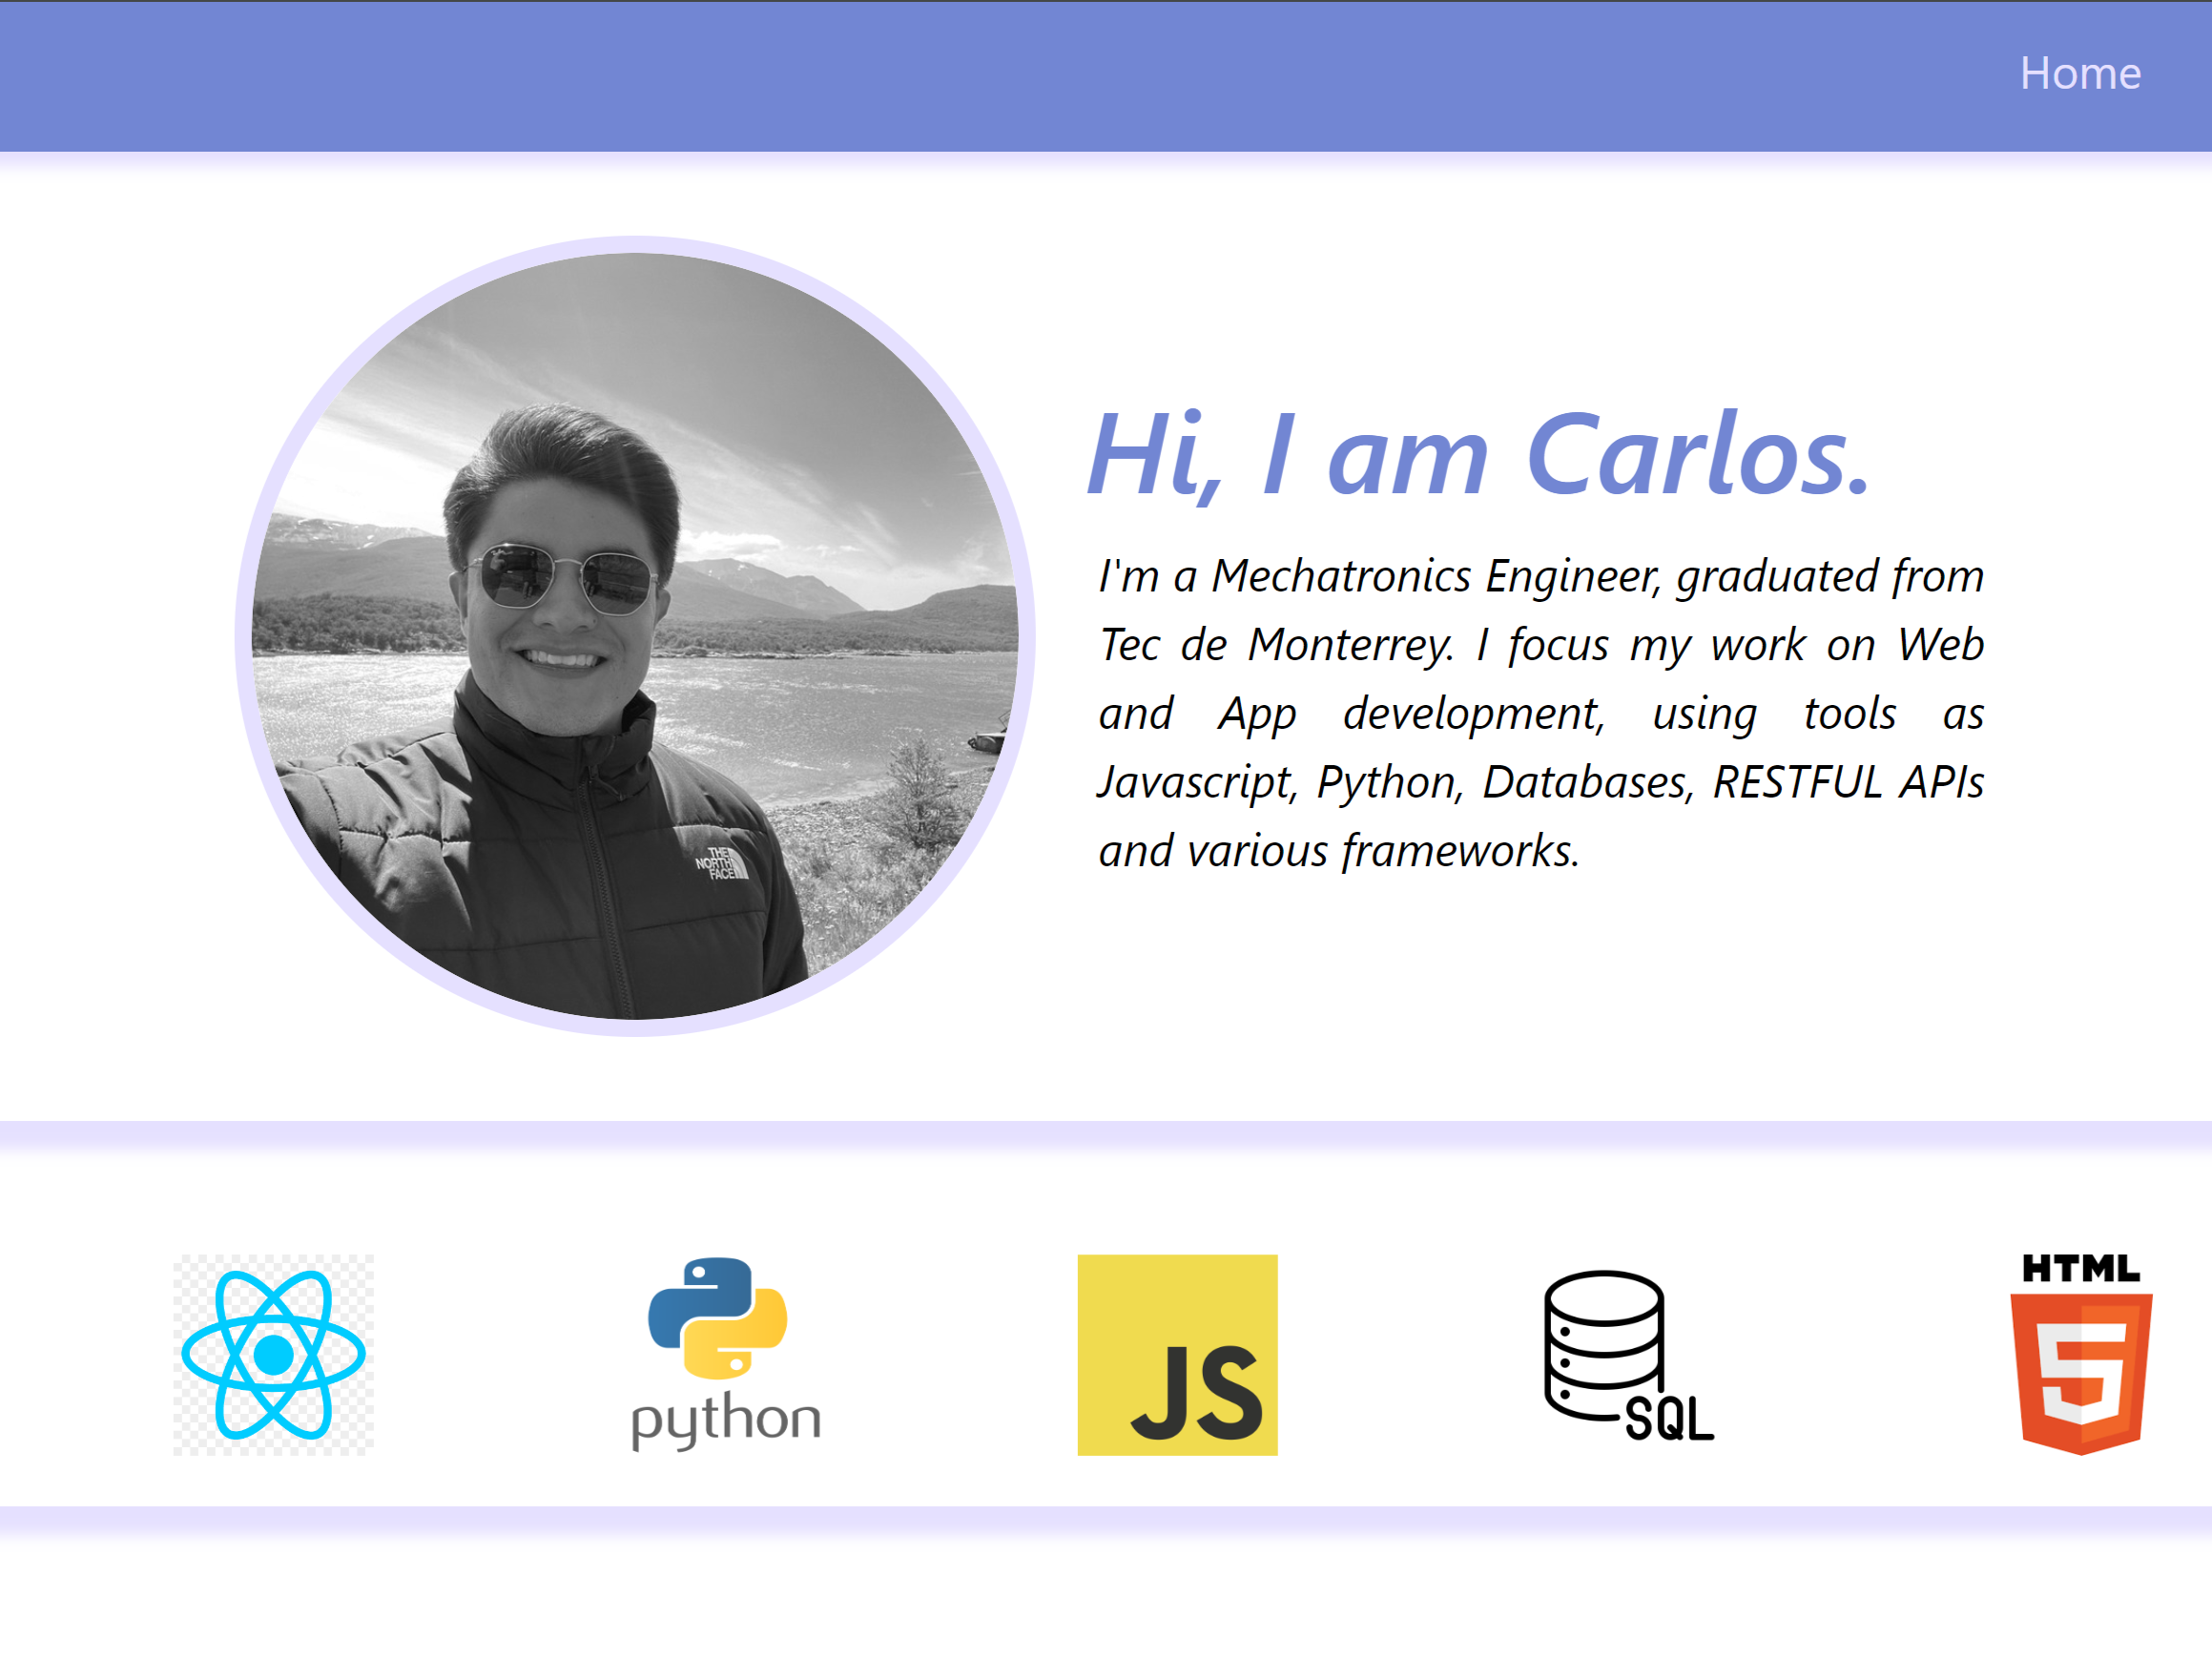 Home
Hi, I am Carlos.
I'm a Mechatronics Engineer, graduated from
Tec de Monterrey. I focus my work on Web
and App development, using tools as
Javascript, Python, Databases, RESTFUL APIs
and various frameworks.
THE
NORTH
FACE
python
JS
SQL
HTML
5